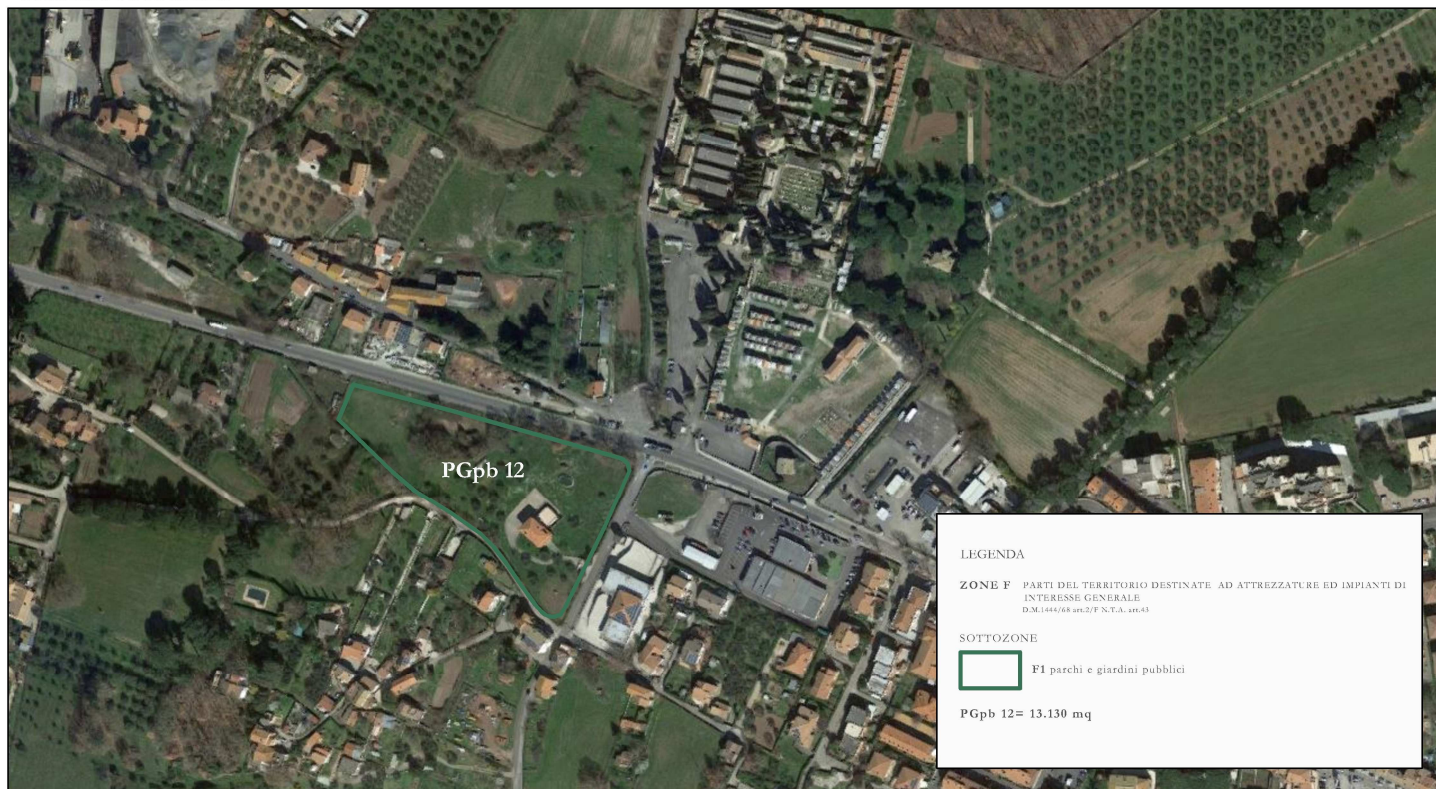 PGpb 12
LEGENDA
ZONE F PARTI DEL TERRITORIO DESTINATE AD ATTREZZATURE ED IMPIANTI DI
INTERESSE GENERALE
D.M.1444/68 art.2/F N.T.A. art.43
SOTTOZONE
F1 parchi e giardini pubblici
PGpb 12= 13.130 mq